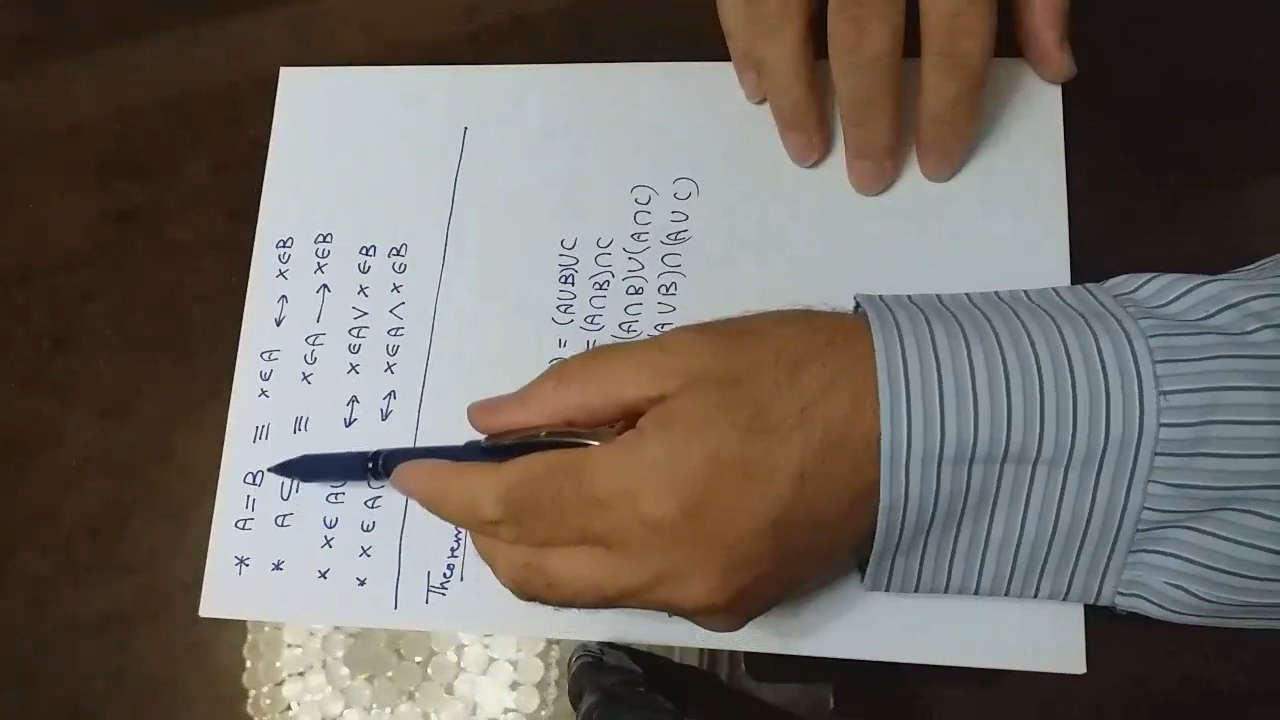 * A=B ≡ x∈A ↔ x∈B
* A⊆ ≡ x∈A → x∈B
* x∈A ↔ x∈A ∨ x∈B
* x∈A ↔ x∈A ∧ x∈B
Theorem
) = (A∪B)∪C
= (A∩B)∩C
(A∩B)∪(A∩C)
(A∪B)∩(A∪C)